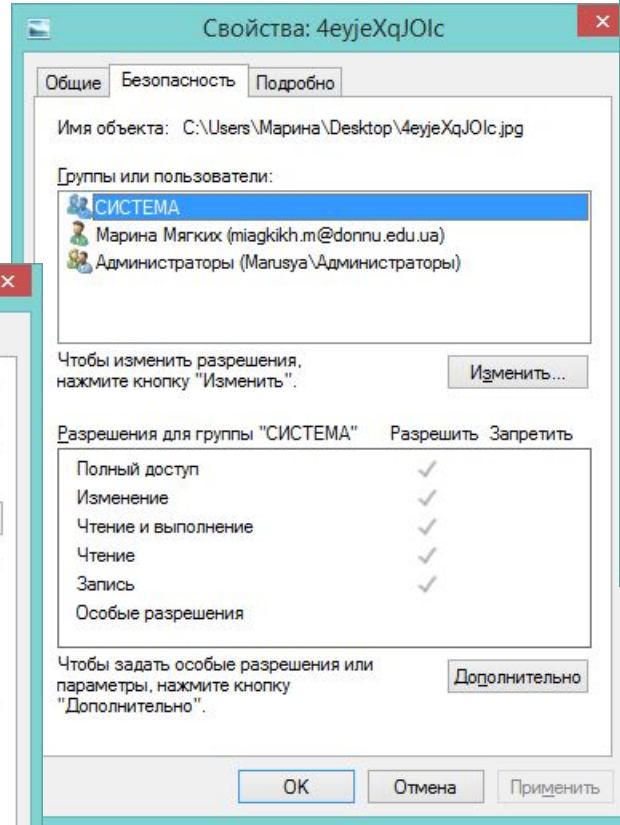 Свойства: 4eyjeXqJOIc
Общие Безопасность Подробно
Имя объекта: C:\Users\Марина\Desktop\4eyjeXqJOIc.jpg
Группы или пользователи:
СИСТЕМА
Марина Мягких (miagkikh.m@donnu.edu.ua)
Администраторы (Marusya\Администраторы)
Чтобы изменить разрешения,
нажмите кнопку "Изменить".
Изменить...
Разрешения для группы "СИСТЕМА" Разрешить Запретить
Полный доступ
Изменение
Чтение и выполнение
Чтение
Запись
Особые разрешения
Чтобы задать особые разрешения или
параметры, нажмите кнопку
"Дополнительно".
Дополнительно
OK Отмена Применить